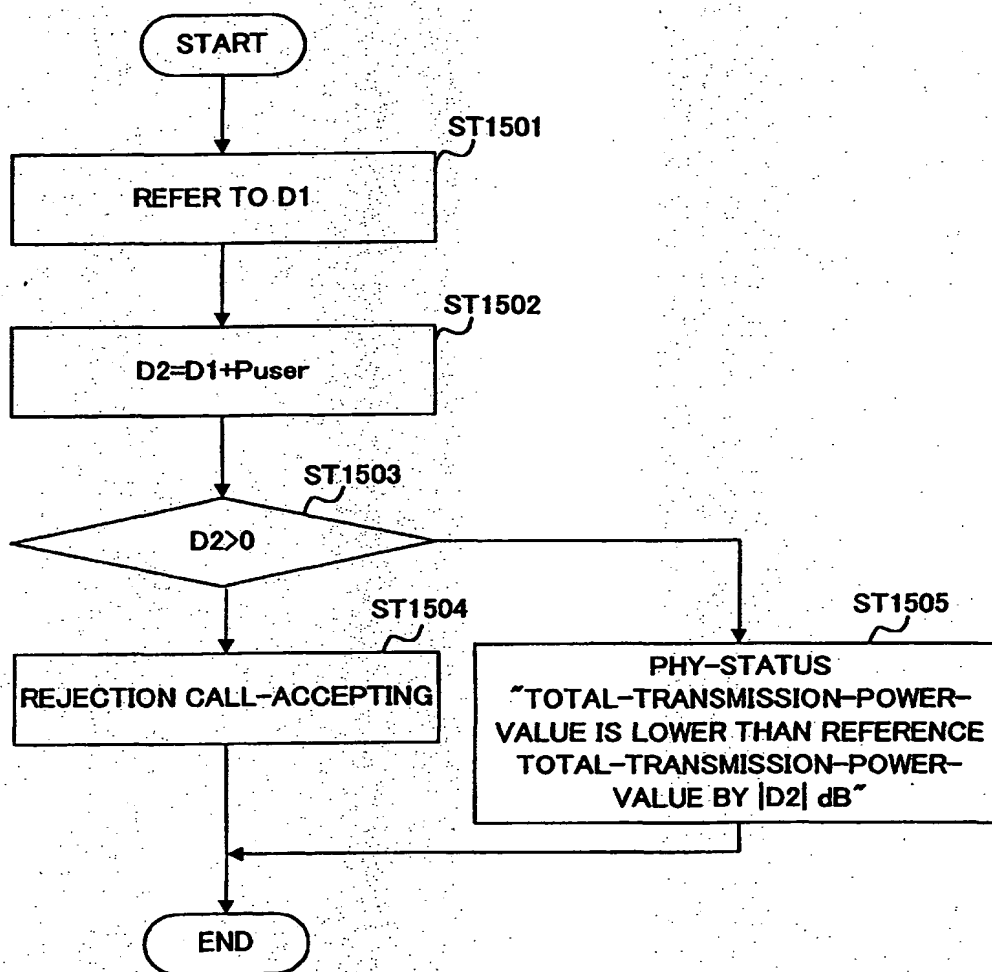 START
ST1501
REFER TO D1
ST1502
D2=D1+Puser
ST1503
D2>0
ST1504
REJECTION CALL-ACCEPTING
ST1505
PHY-STATUS
"TOTAL-TRANSMISSION-POWER-
VALUE IS LOWER THAN REFERENCE
TOTAL-TRANSMISSION-POWER-
VALUE BY |D2| dB"
END